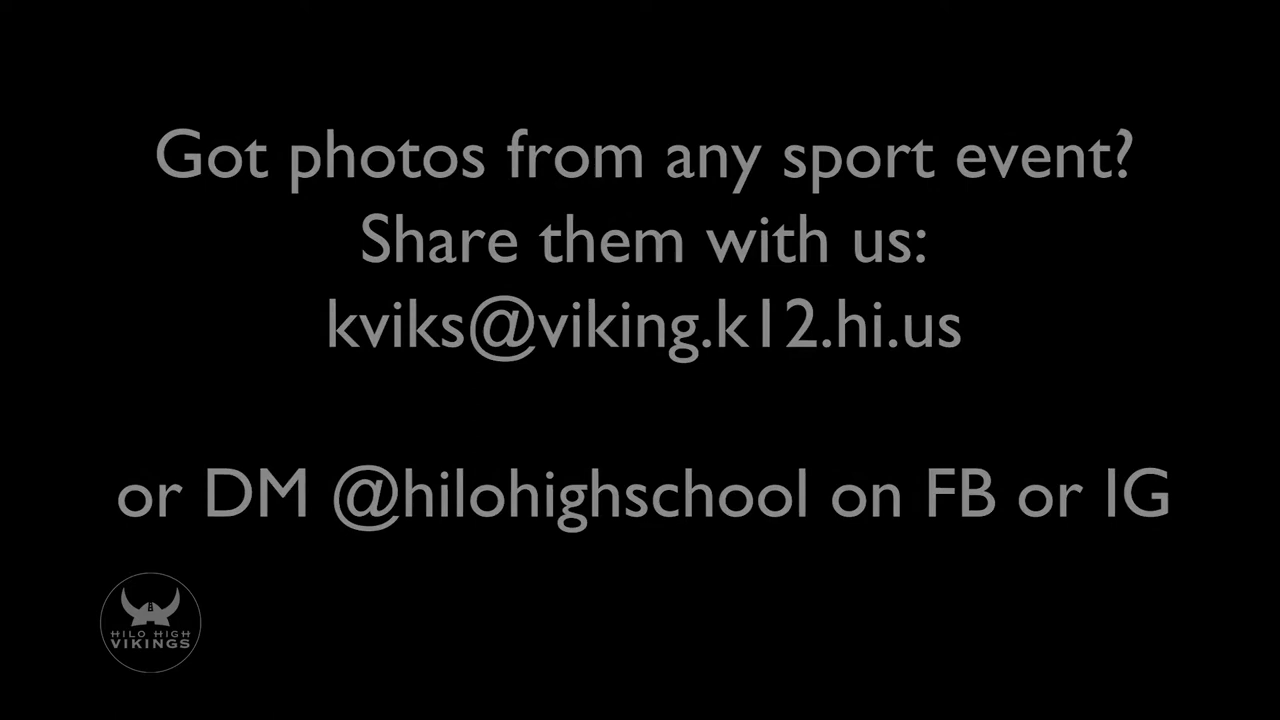 Got photos from any sport event?
Share them with us:
kviks@viking.k12.hi.us
or DM @hilohighschool on FB or IG
HILO HIGH
VIKINGS